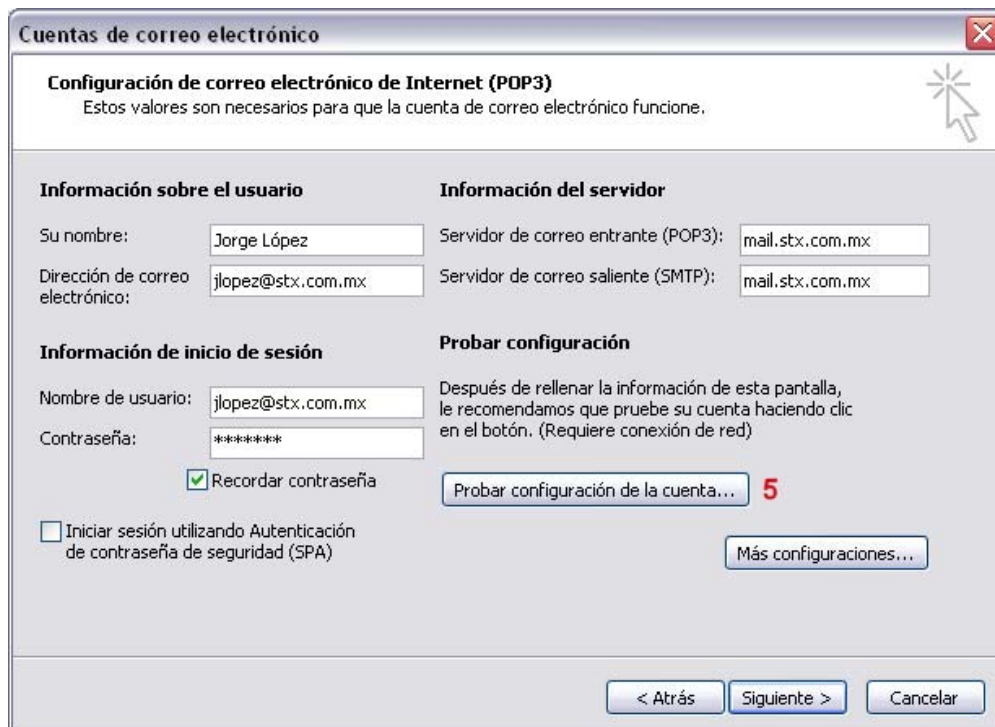 Cuentas de correo electrónico
Configuración de correo electrónico de Internet (POP3)
Estos valores son necesarios para que la cuenta de correo electrónico funcione.
Información sobre el usuario
Su nombre: Jorge López
Dirección de correo
electrónico: jlopez@stx.com.mx
Información de inicio de sesión
Nombre de usuario: jlopez@stx.com.mx
Contraseña: *******
Recordar contraseña
Iniciar sesión utilizando Autenticación
de contraseña de seguridad (SPA)
Información del servidor
Servidor de correo entrante (POP3): mail.stx.com.mx
Servidor de correo saliente (SMTP): mail.stx.com.mx
Probar configuración
Después de rellenar la información de esta pantalla,
le recomendamos que pruebe su cuenta haciendo clic
en el botón. (Requiere conexión de red)
Probar configuración de la cuenta... 5
Más configuraciones...
< Atrás Siguiente > Cancelar